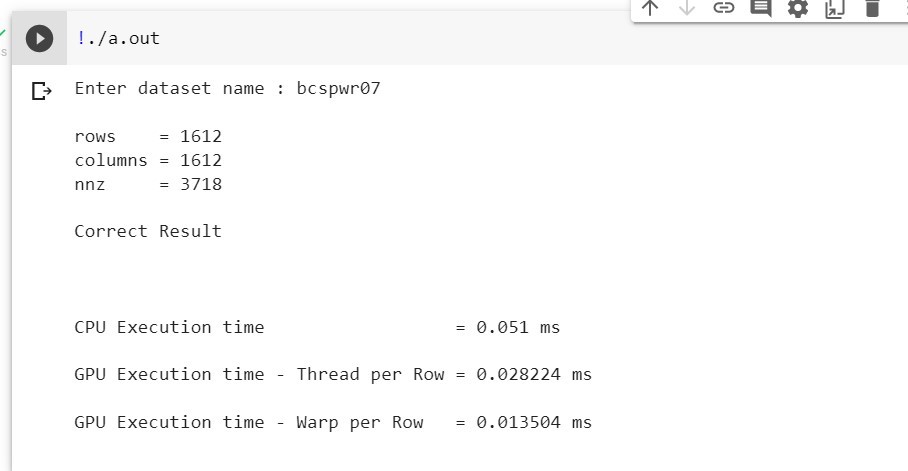 !./a.out
Enter dataset name : bcspwr07
rows    = 1612
columns = 1612
nnz     = 3718
Correct Result
CPU Execution time                  = 0.051 ms
GPU Execution time - Thread per Row = 0.028224 ms
GPU Execution time - Warp per Row   = 0.013504 ms